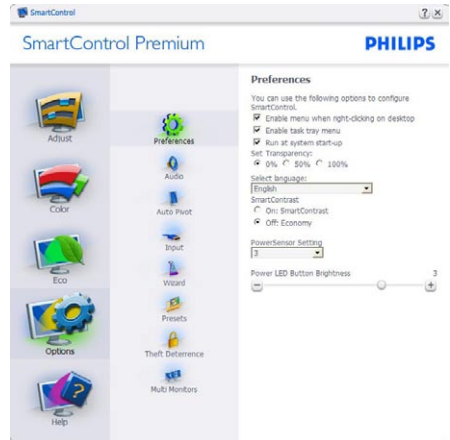 SmartControl
SmartControl Premium
PHILIPS
Adjust
Color
Eco
Options
Help
Preferences
Audio
Auto Pivot
Input
Wizard
Presets
Theft Deterrence
Multi Monitors
Preferences
You can use the following options to configure
SmartControl.
Enable menu when right-clicking on desktop
Enable task tray menu
Run at system start-up
Set Transparency:
0% 50% 100%
Select language:
English
SmartContrast
On: SmartContrast
Off: Economy
PowerSensor Setting
3
Power LED Button Brightness 3